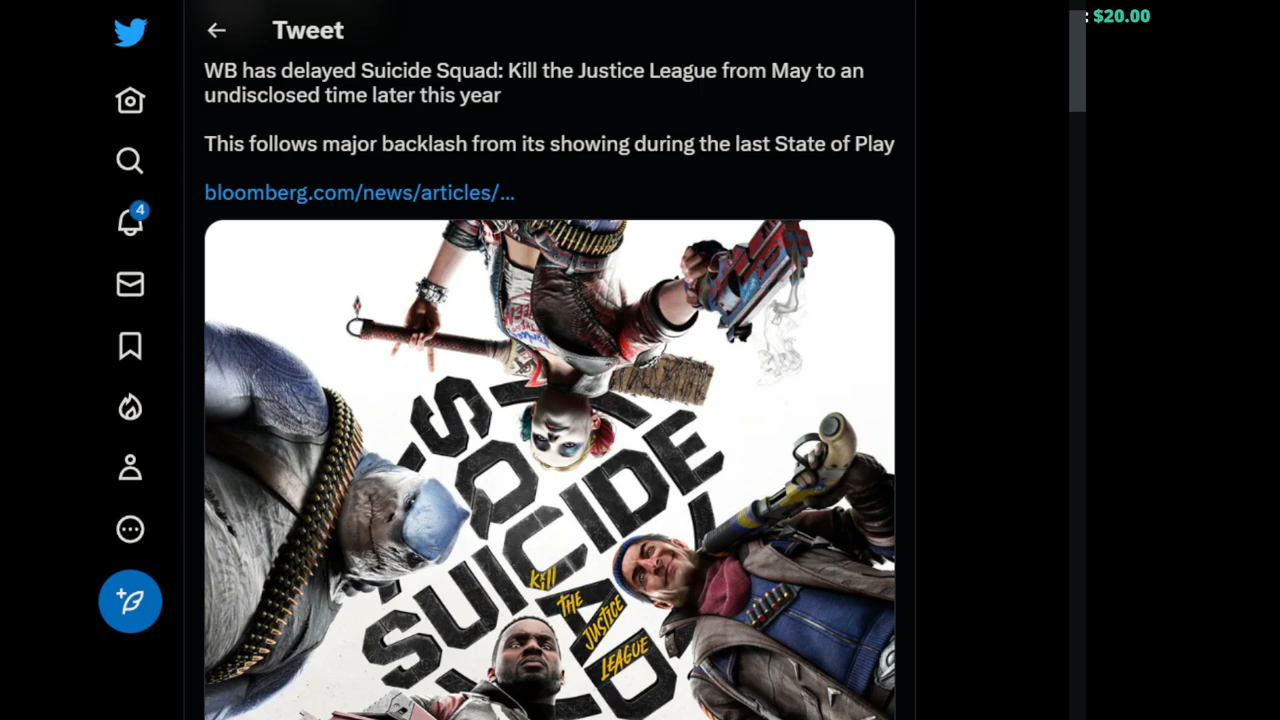 : $20.00
Tweet
WB has delayed Suicide Squad: Kill the Justice League from May to an
undisclosed time later this year
This follows major backlash from its showing during the last State of Play
bloomberg.com/news/articles/...
4
SUICIDE
SUICIDE
Kill
THE
JUSTICE
LEAGUE